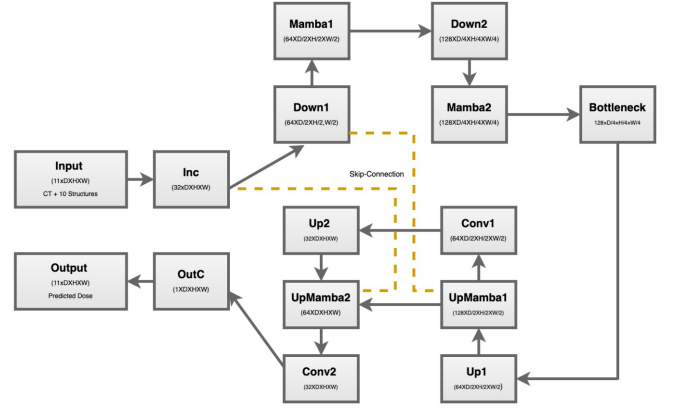 Mamba1
(64XD/2XH/2XW/2)
Down2
(128XD/4XH/4XW/4)
Down1
(64XD/2XH/2,W/2)
Mamba2
(128XD/4XH/4XW/4)
Bottleneck
128×D/4×H/4×W/4
Input
(11xDXHXW)
CT + 10 Structures
Inc
(32xDXHXW)
Skip-Connection
Up2
(32XDXHXW)
Conv1
(64XD/2XH/2XW/2)
Output
(11xDXHXW)
Predicted Dose
OutC
(1XDXHXW)
UpMamba2
(64XDXHXW)
UpMamba1
(128XD/2XH/2XW/2)
Conv2
(32XDXHXW)
Up1
(64XD/2XH/2XW/2)